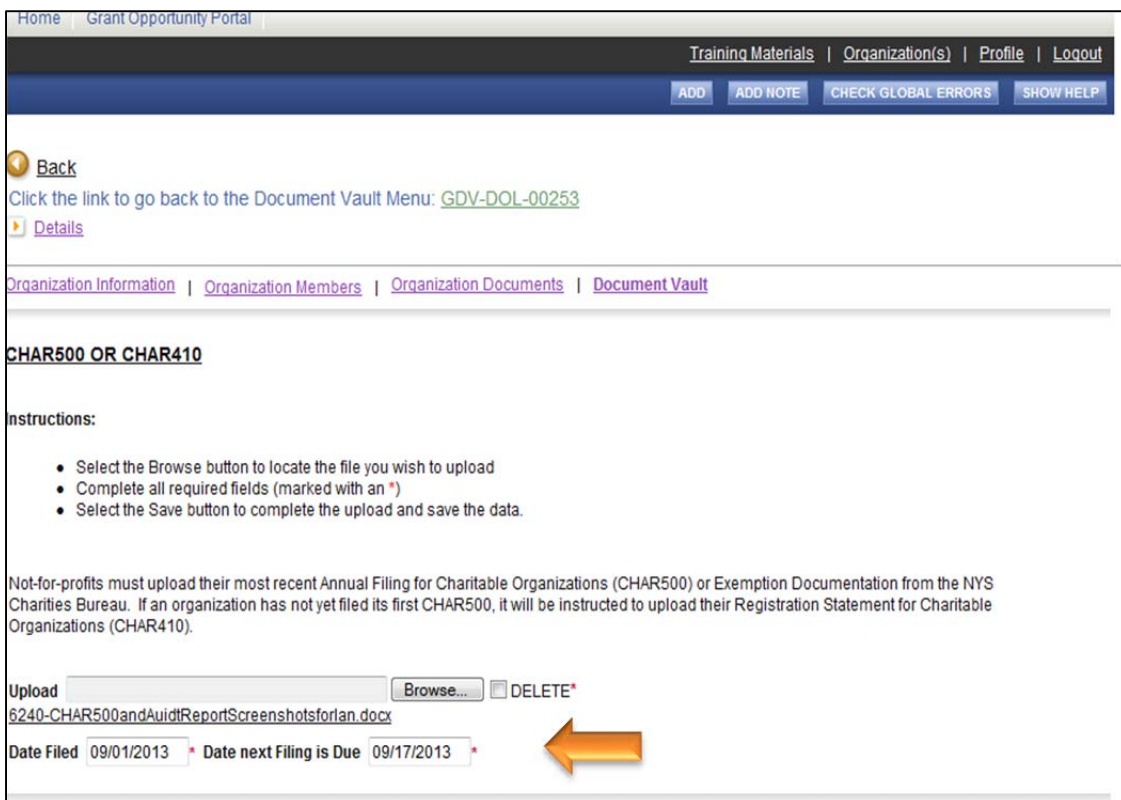 Home Grant Opportunity Portal
Training Materials | Organization(s) | Profile | Logout
ADD ADD NOTE CHECK GLOBAL ERRORS SHOW HELP
Back
Click the link to go back to the Document Vault Menu: GDV-DOL-00253
Details
Organization Information | Organization Members | Organization Documents | Document Vault
CHAR500 OR CHAR410
Instructions:
• Select the Browse button to locate the file you wish to upload
• Complete all required fields (marked with an *)
• Select the Save button to complete the upload and save the data.
Not-for-profits must upload their most recent Annual Filing for Charitable Organizations (CHAR500) or Exemption Documentation from the NYS
Charities Bureau. If an organization has not yet filed its first CHAR500, it will be instructed to upload their Registration Statement for Charitable
Organizations (CHAR410).
Upload Browse... DELETE*
6240-CHAR500andAuidtReportScreenshotsforIan.docx
Date Filed 09/01/2013 * Date next Filing is Due 09/17/2013 *